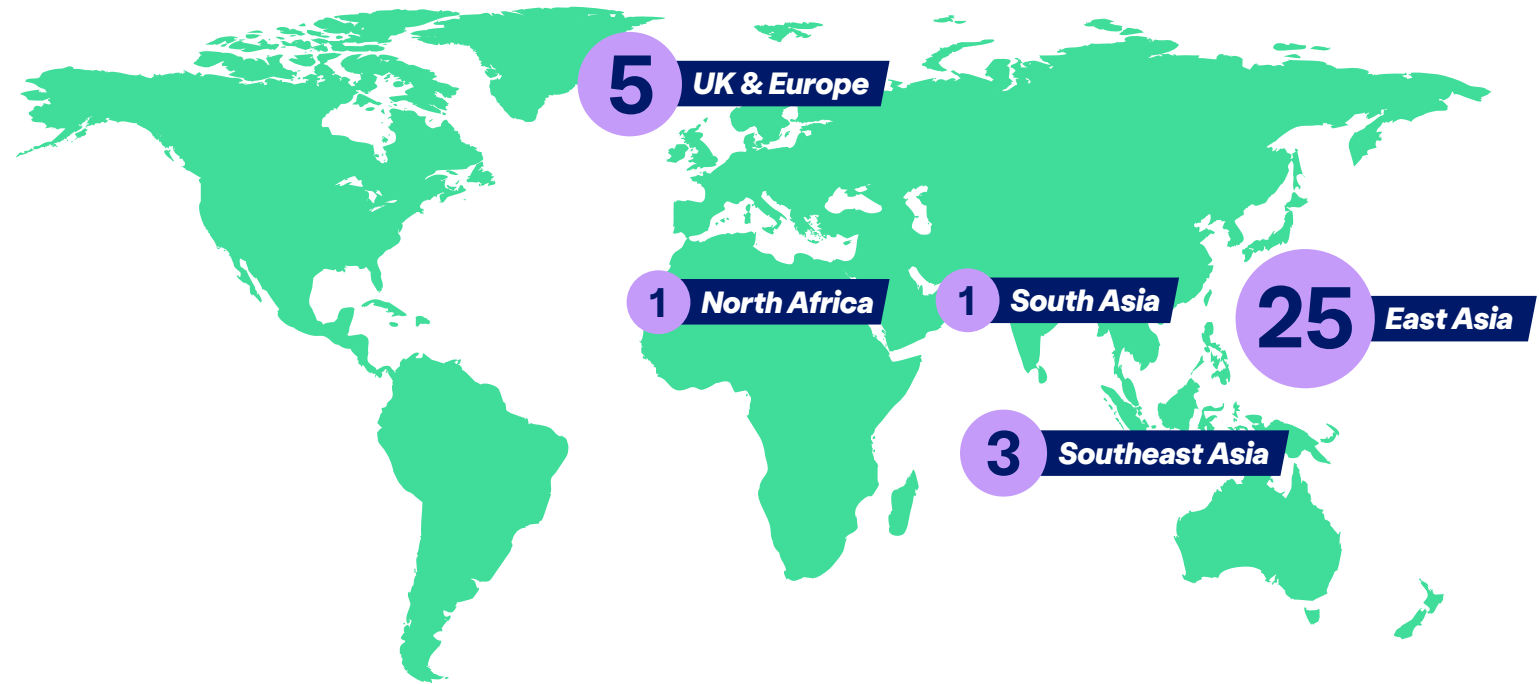 5 UK & Europe
1 North Africa
1 South Asia
25 East Asia
3 Southeast Asia